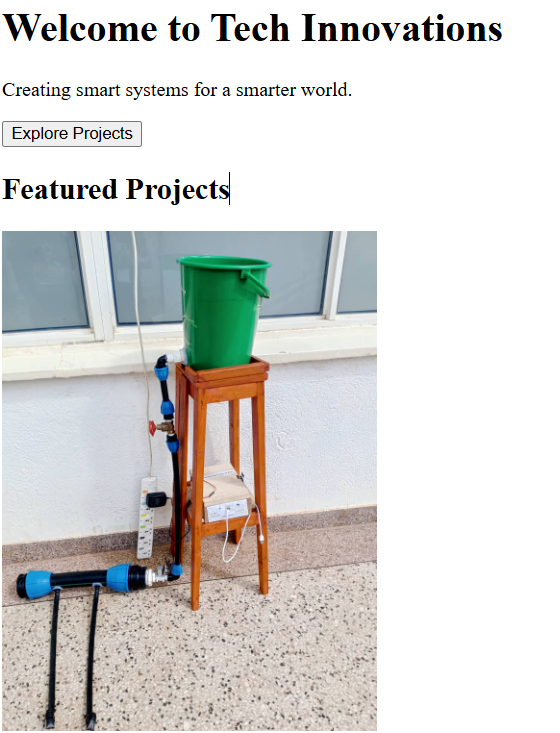 Welcome to Tech Innovations
Creating smart systems for a smarter world.
Explore Projects
Featured Projects